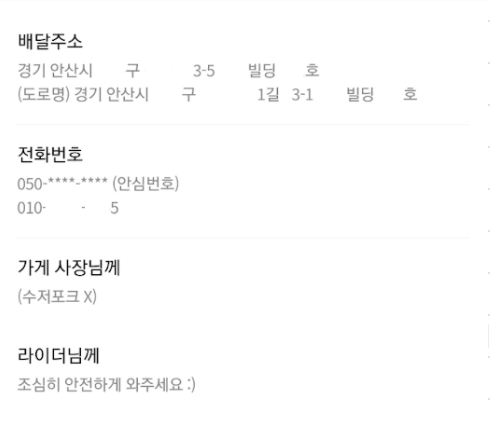 배달주소
경기 안산시 구 3-5 빌딩 호
(도로명) 경기 안산시 구 1길 3-1 빌딩 호
전화번호
050-****-**** (안심번호)
010- - 5
가게 사장님께
(수저포크 X)
라이더님께
조심히 안전하게 와주세요 :)